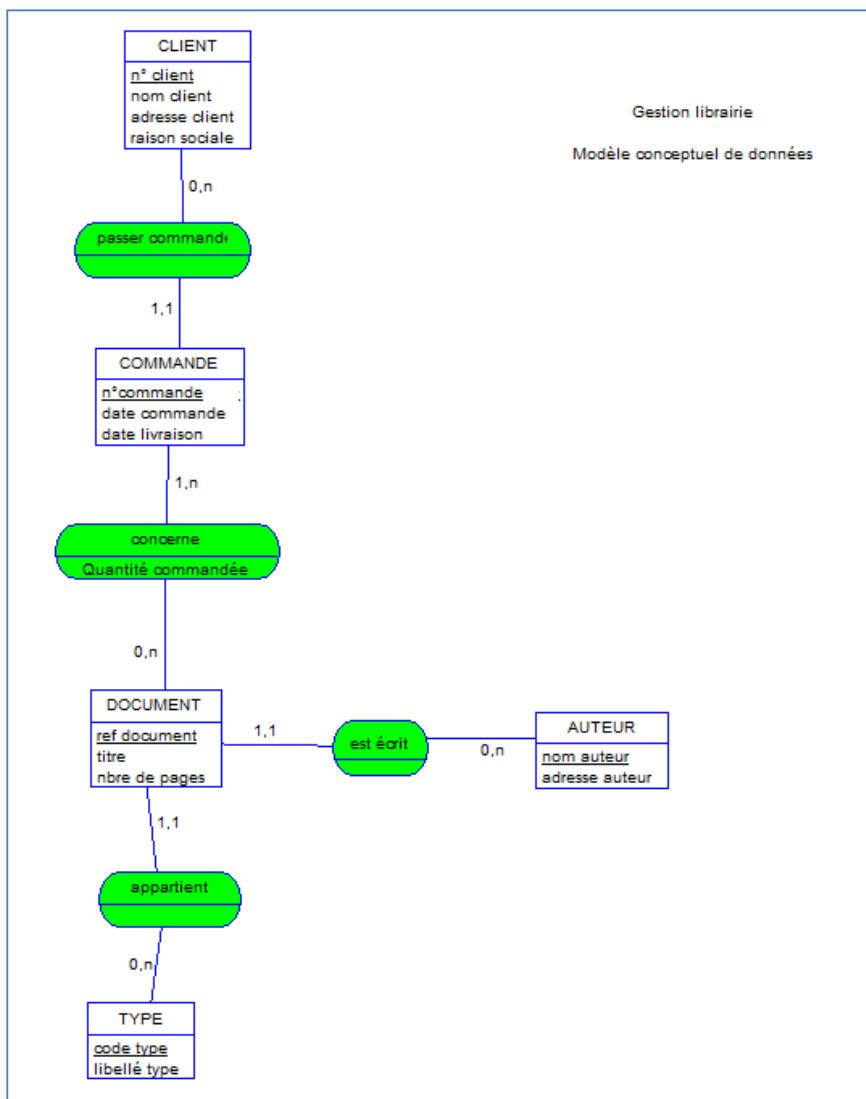 CLIENT
n° client
nom client
adresse client
raison sociale
Gestion librairie
Modèle conceptuel de données
0,n
passer commande
1,1
COMMANDE
n°commande
date commande
date livraison
1,n
concerne
Quantité commandée
0,n
DOCUMENT
ref document
titre
nbre de pages
1,1
est écrit
0,n
AUTEUR
nom auteur
adresse auteur
1,1
appartient
0,n
TYPE
code type
libellé type